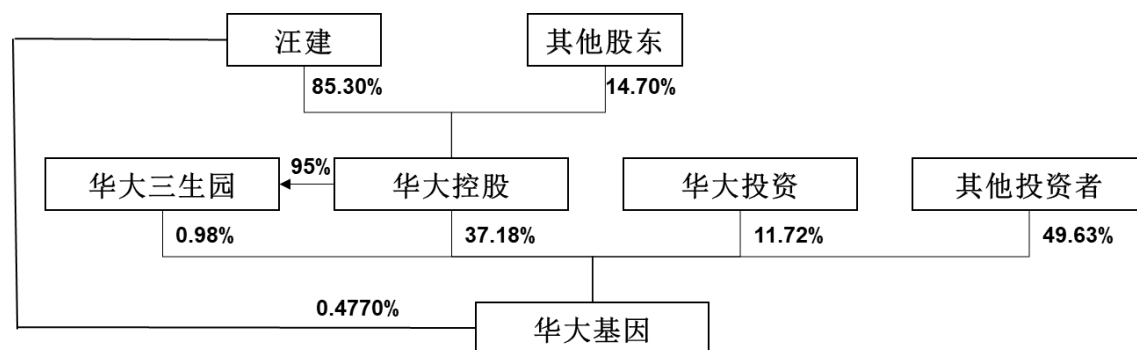 汪建
其他股东
85.30%
14.70%
华大三生园
95%
华大控股
华大投资
其他投资者
0.98%
37.18%
11.72%
49.63%
0.4770%
华大基因